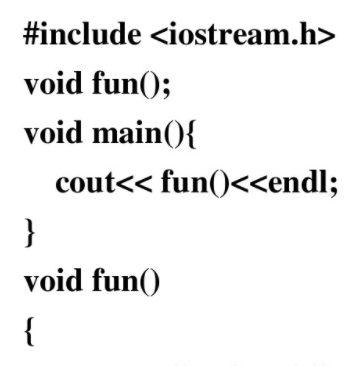 #include <iostream.h>
void fun();
void main(){
cout<< fun()<<endl;
}
void fun()
{